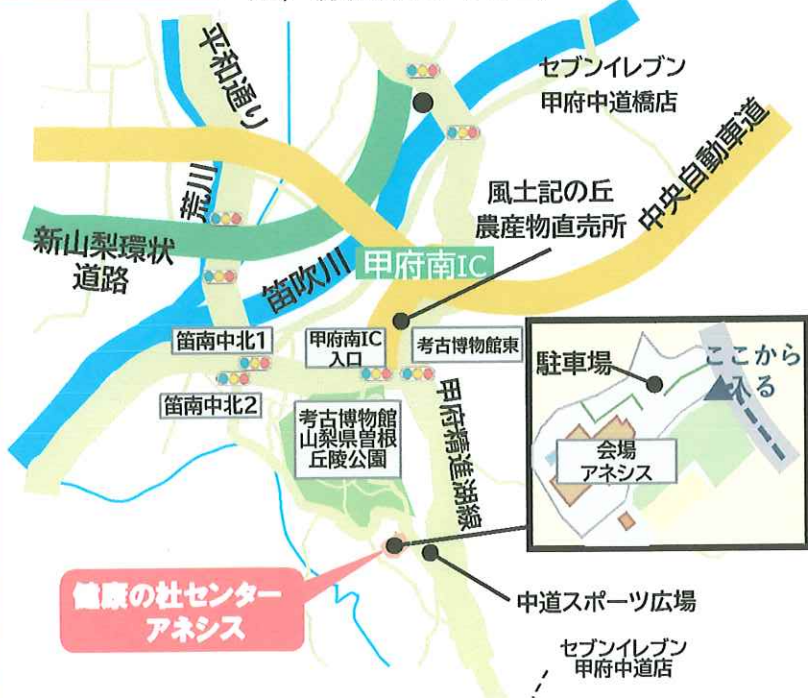 平和通り
セブンイレブン
甲府中道橋店
荒川
風土記の丘
農産物直売所
中央自動車道
新山梨環状
道路
笛吹川
甲府南IC
笛南中北1
甲府南IC
入口
考古博物館東
笛南中北2
考古博物館
山梨県曽根
丘陵公園
甲府精進湖線
駐車場
ここから
入る
会場
アネシス
健康の杜センター
アネシス
中道スポーツ広場
セブンイレブン
甲府中道店